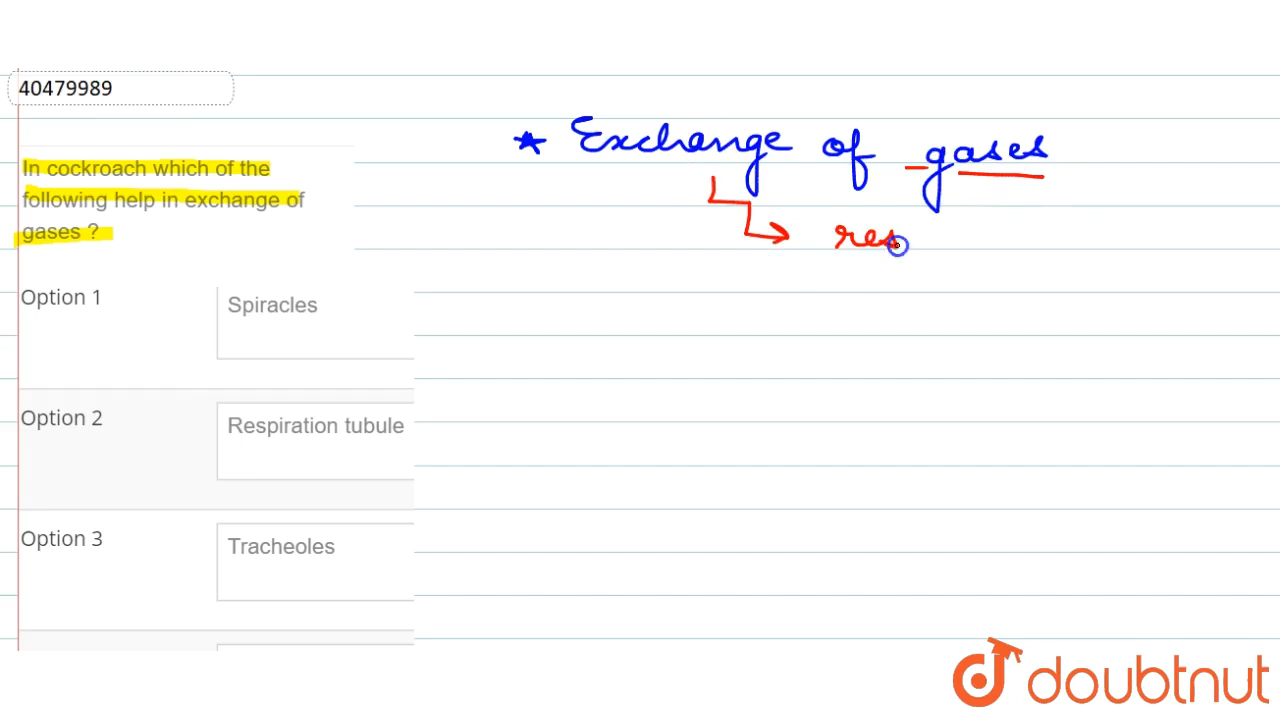 40479989
* Exchange of gases
In cockroach which of the
following help in exchange of
gases ?
res
Option 1
Spiracles
Option 2
Respiration tubule
Option 3
Tracheoles
doubtnut